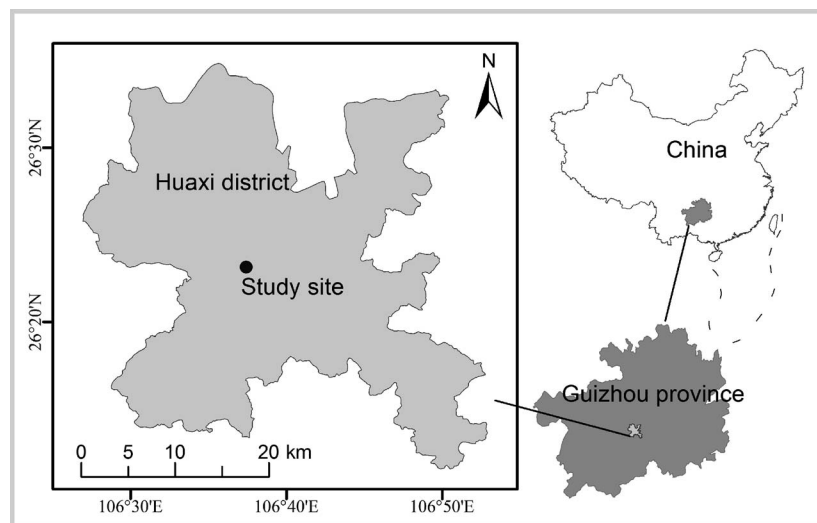 N
Huaxi district
Study site
26°30'N
26°20'N
0 5 10 20 km
106°30'E 106°40'E 106°50'E
China
Guizhou province